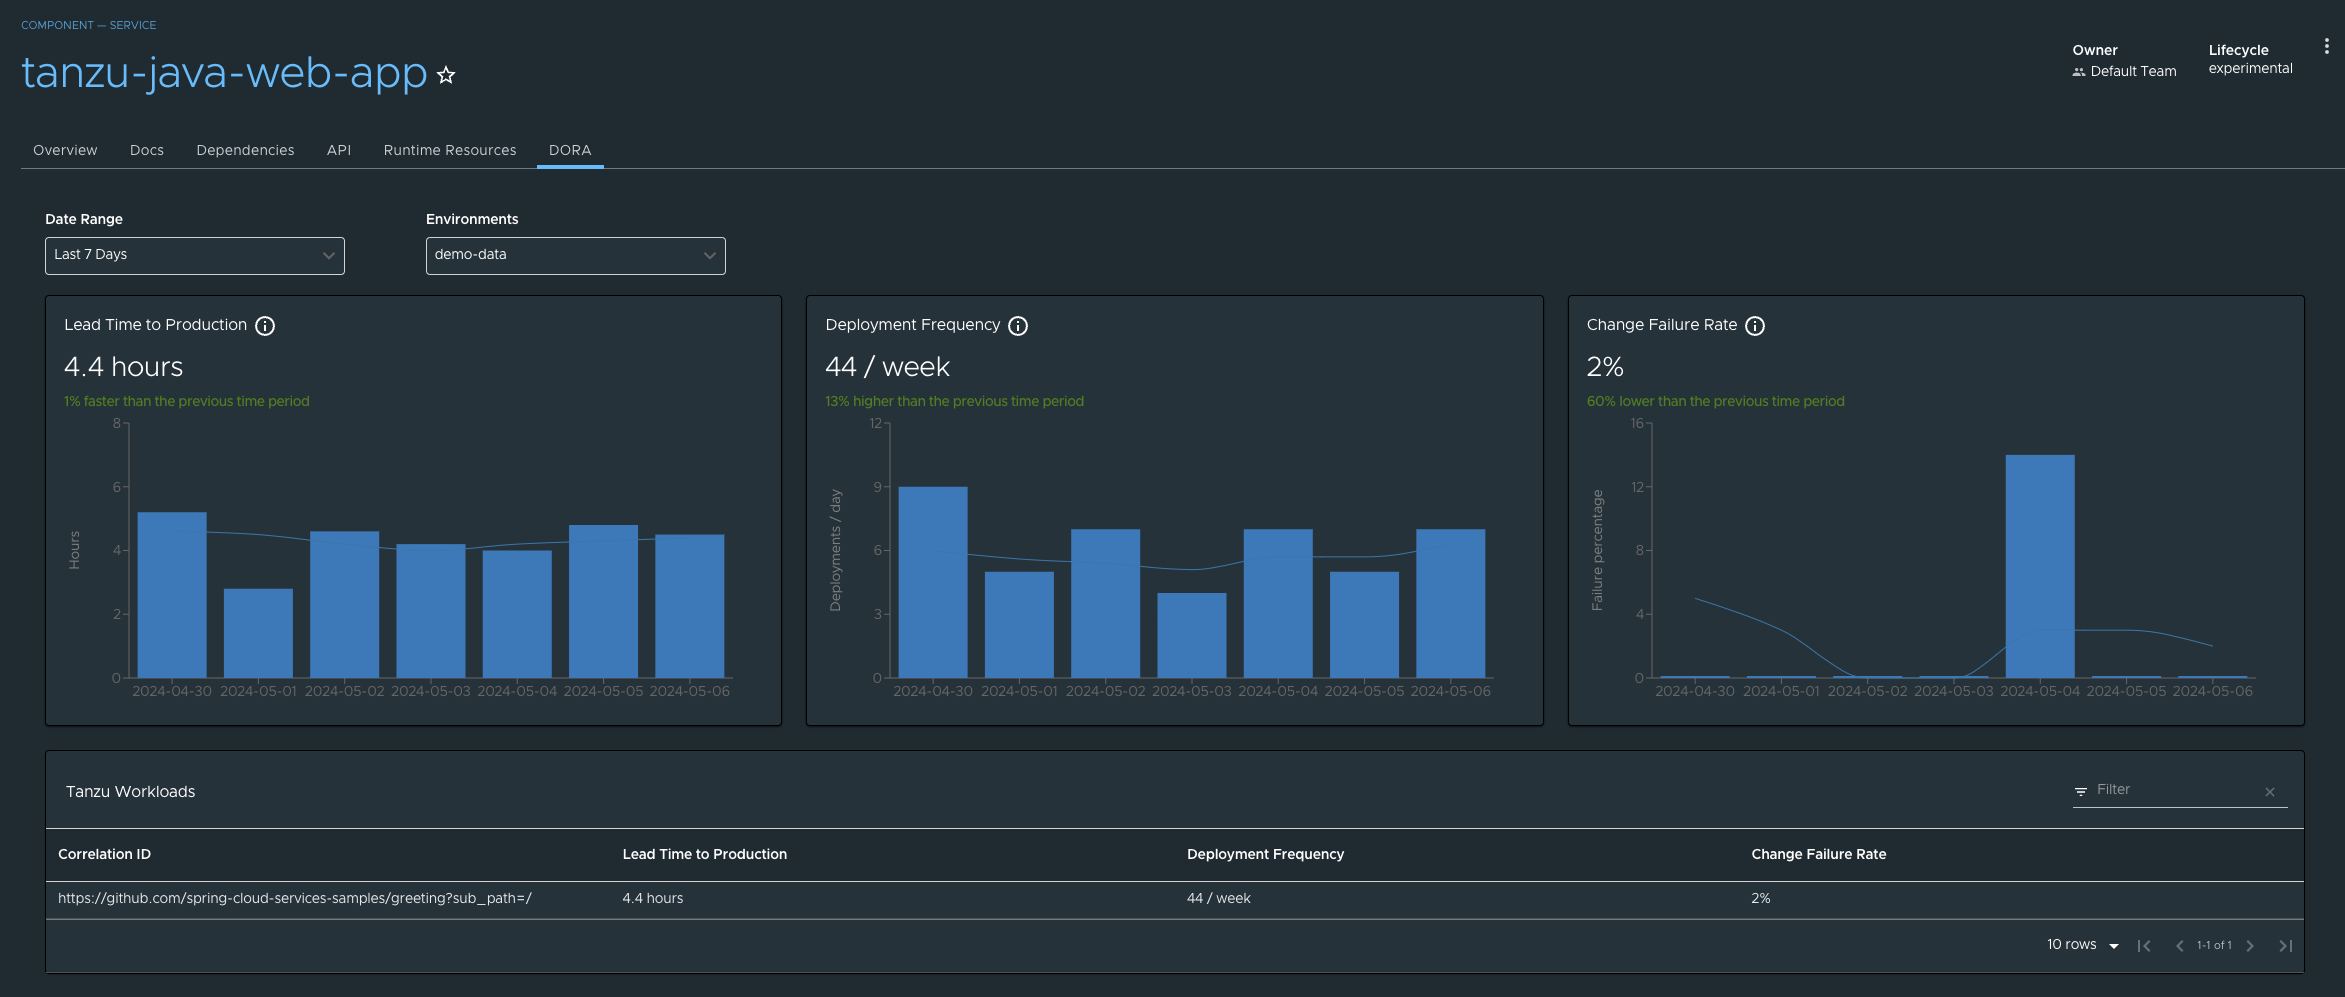 COMPONENT — SERVICE
tanzu-java-web-app
Owner
Default Team
Lifecycle
experimental
Overview Docs Dependencies API Runtime Resources DORA
Date Range
Last 7 Days
Environments
demo-data
Lead Time to Production
4.4 hours
1% faster than the previous time period
8
6
4
2
0
Hours
2024-04-30 2024-05-01 2024-05-02 2024-05-03 2024-05-04 2024-05-05 2024-05-06
Deployment Frequency
44 / week
13% higher than the previous time period
12
9
6
3
0
Deployments / day
2024-04-30 2024-05-01 2024-05-02 2024-05-03 2024-05-04 2024-05-05 2024-05-06
Change Failure Rate
2%
60% lower than the previous time period
16
12
8
4
0
Failure percentage
2024-04-30 2024-05-01 2024-05-02 2024-05-03 2024-05-04 2024-05-05 2024-05-06
Tanzu Workloads
Filter
Correlation ID Lead Time to Production Deployment Frequency Change Failure Rate
https://github.com/spring-cloud-services-samples/greeting?sub_path=/ 4.4 hours 44 / week 2%
10 rows 1-1 of 1